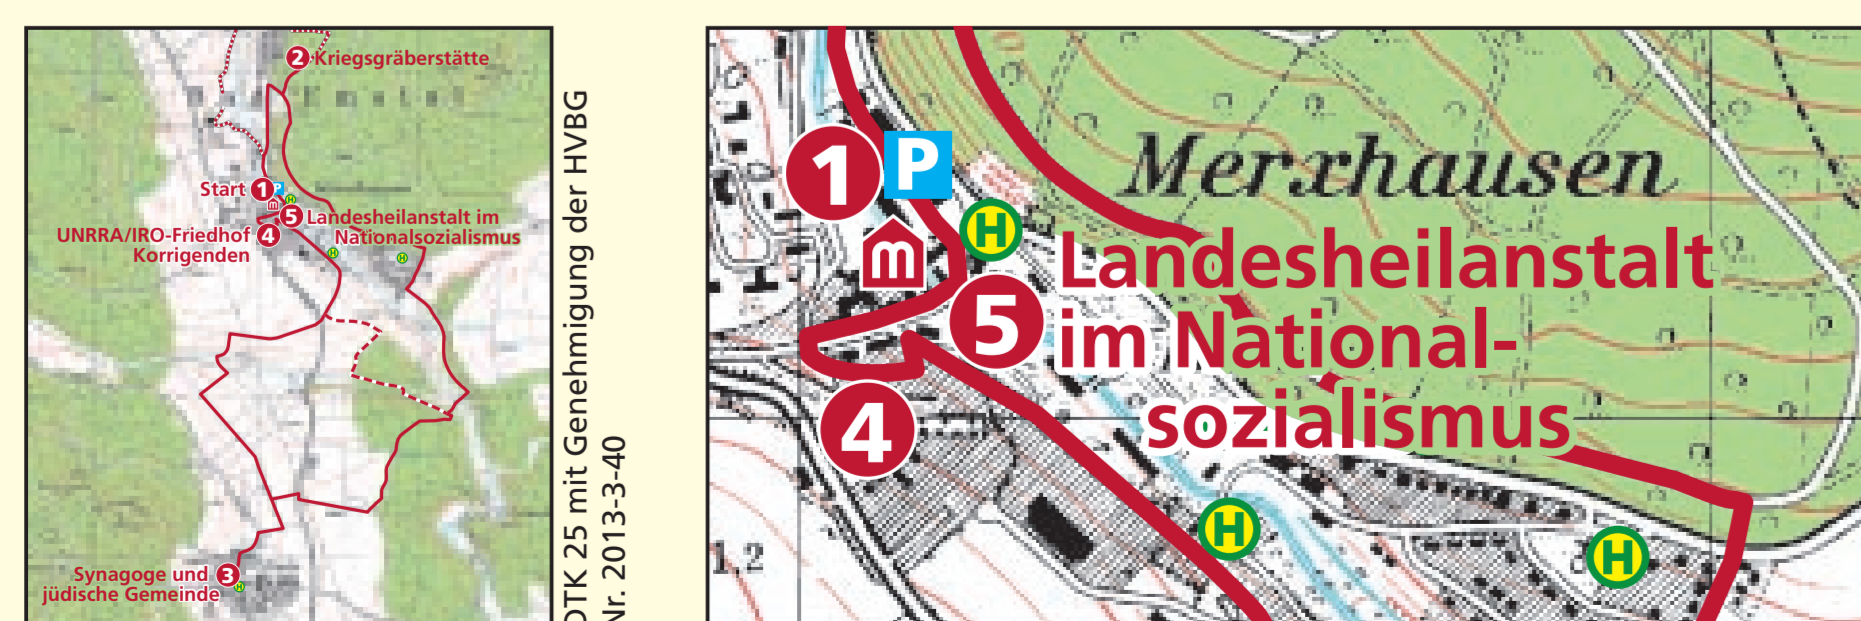 2 Kriegsgräberstätte
Start 1 P
m H
5 Landesheilanstalt im
Nationalsozialismus
UNRRA/IRO-Friedhof 4
Korrigenden
H
H
Synagoge und 3
jüdische Gemeinde H
DTK 25 mit Genehmigung der HVBG
Nr. 2013-3-40
Merxhausen
1 P
H
m
5 Landesheilanstalt
im National-
sozialismus
4
H
H